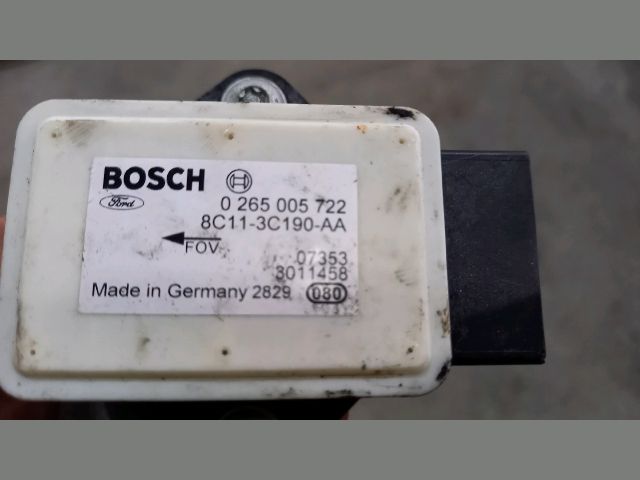 BOSCH
Ford 0 265 005 722
8C11-3C190-AA
FOV
07353
3011458
Made in Germany 2829 080